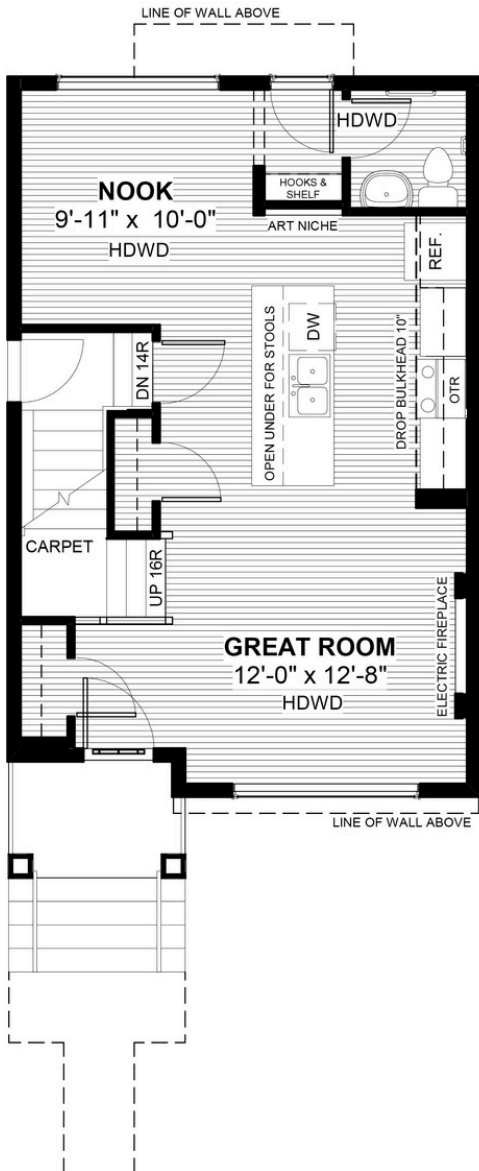 LINE OF WALL ABOVE
HDWD
HOOKS &
SHELF
NOOK
9'-11" x 10'-0"
HDWD
ART NICHE
REF.
DN 14R
OPEN UNDER FOR STOOLS
DW
DROP BULKHEAD 10"
OTR
CARPET
UP 16R
GREAT ROOM
12'-0" x 12'-8"
HDWD
ELECTRIC FIREPLACE
LINE OF WALL ABOVE